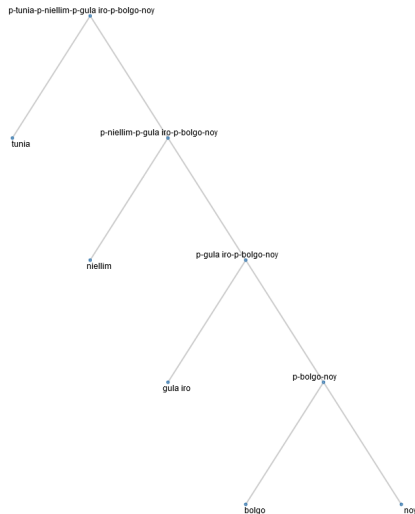 p-tunia-p-niellim-p-gula iro-p-bolgo-noy
tunia
p-niellim-p-gula iro-p-bolgo-noy
niellim
p-gula iro-p-bolgo-noy
gula iro
p-bolgo-noy
bolgo
noy